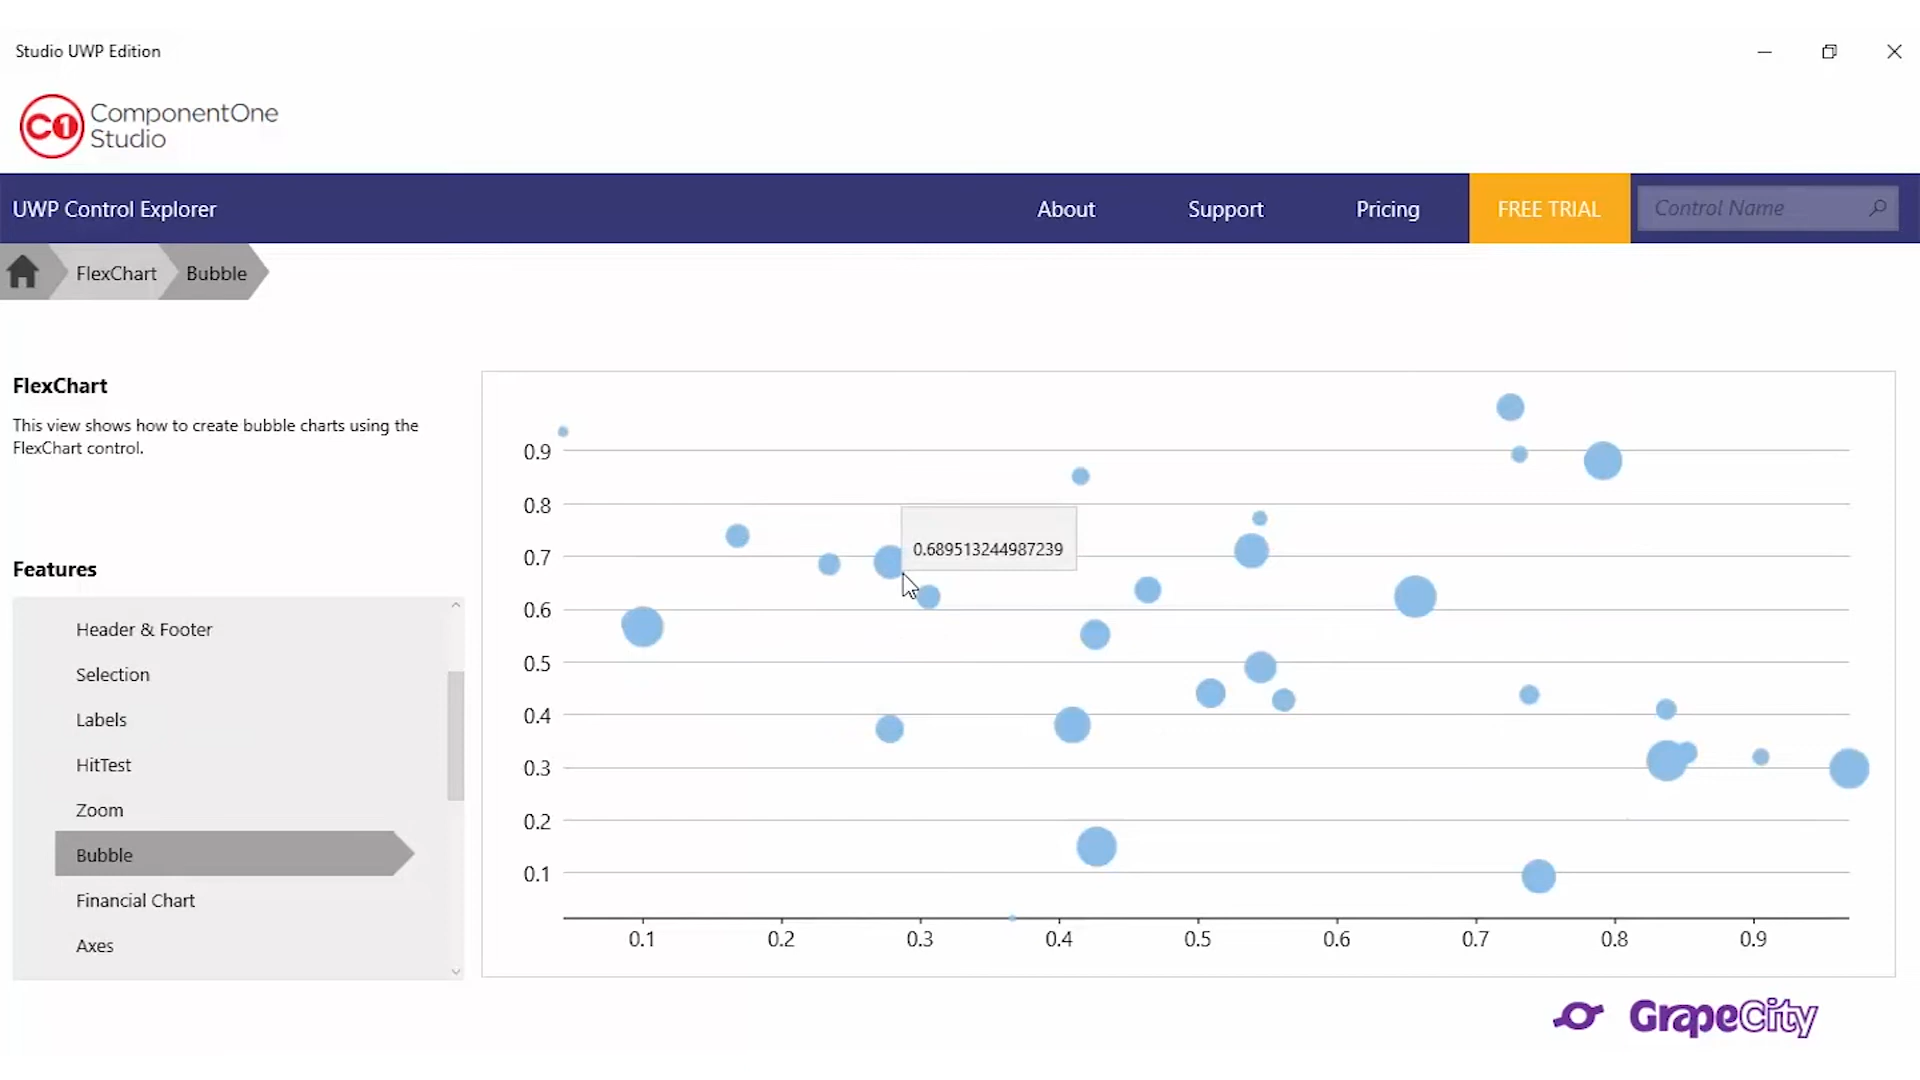 Studio UWP Edition
C1 ComponentOne
Studio
UWP Control Explorer
About
Support
Pricing
FREE TRIAL
Control Name
FlexChart
Bubble
FlexChart
This view shows how to create bubble charts using the
FlexChart control.
Features
Header & Footer
Selection
Labels
HitTest
Zoom
Bubble
Financial Chart
Axes
0.9
0.8
0.7
0.6
0.5
0.4
0.3
0.2
0.1
0.689513244987239
0.1
0.2
0.3
0.4
0.5
0.6
0.7
0.8
0.9
GrapeCity